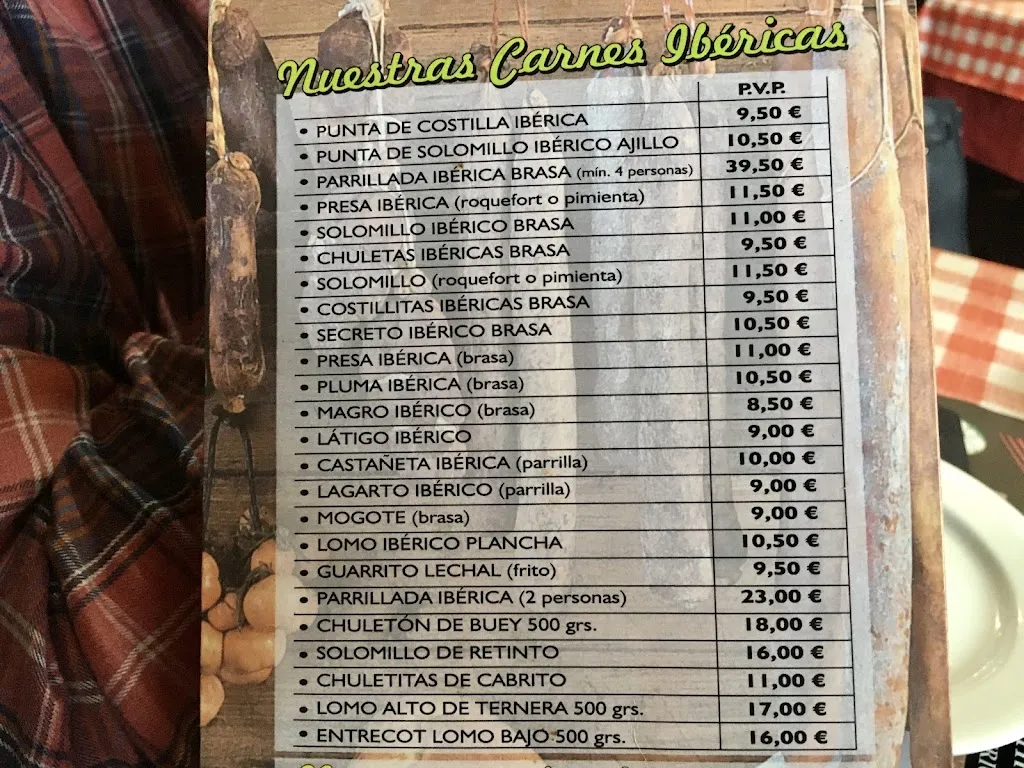 Nuestras Carnes Ibéricas
P.V.P.
• PUNTA DE COSTILLA IBÉRICA 9,50 €
• PUNTA DE SOLOMILLO IBÉRICO AJILLO 10,50 €
• PARRILLADA IBÉRICA BRASA (mín. 4 personas) 39,50 €
• PRESA IBÉRICA (roquefort o pimienta) 11,50 €
• SOLOMILLO IBÉRICO BRASA 11,00 €
• CHULETAS IBÉRICAS BRASA 9,50 €
• SOLOMILLO (roquefort o pimienta) 11,50 €
• COSTILLITAS IBÉRICAS BRASA 9,50 €
• SECRETO IBÉRICO BRASA 10,50 €
• PRESA IBÉRICA (brasa) 11,00 €
• PLUMA IBÉRICA (brasa) 10,50 €
• MAGRO IBÉRICO (brasa) 8,50 €
• LÁTIGO IBÉRICO 9,00 €
• CASTAÑETA IBÉRICA (parrilla) 10,00 €
• LAGARTO IBÉRICO (parrilla) 9,00 €
• MOGOTE (brasa) 9,00 €
• LOMO IBÉRICO PLANCHA 10,50 €
• GUARRITO LECHAL (frito) 9,50 €
• PARRILLADA IBÉRICA (2 personas) 23,00 €
• CHULETÓN DE BUEY 500 grs. 18,00 €
• SOLOMILLO DE RETINTO 16,00 €
• CHULETITAS DE CABRITO 11,00 €
• LOMO ALTO DE TERNERA 500 grs. 17,00 €
• ENTRECOT LOMO BAJO 500 grs. 16,00 €